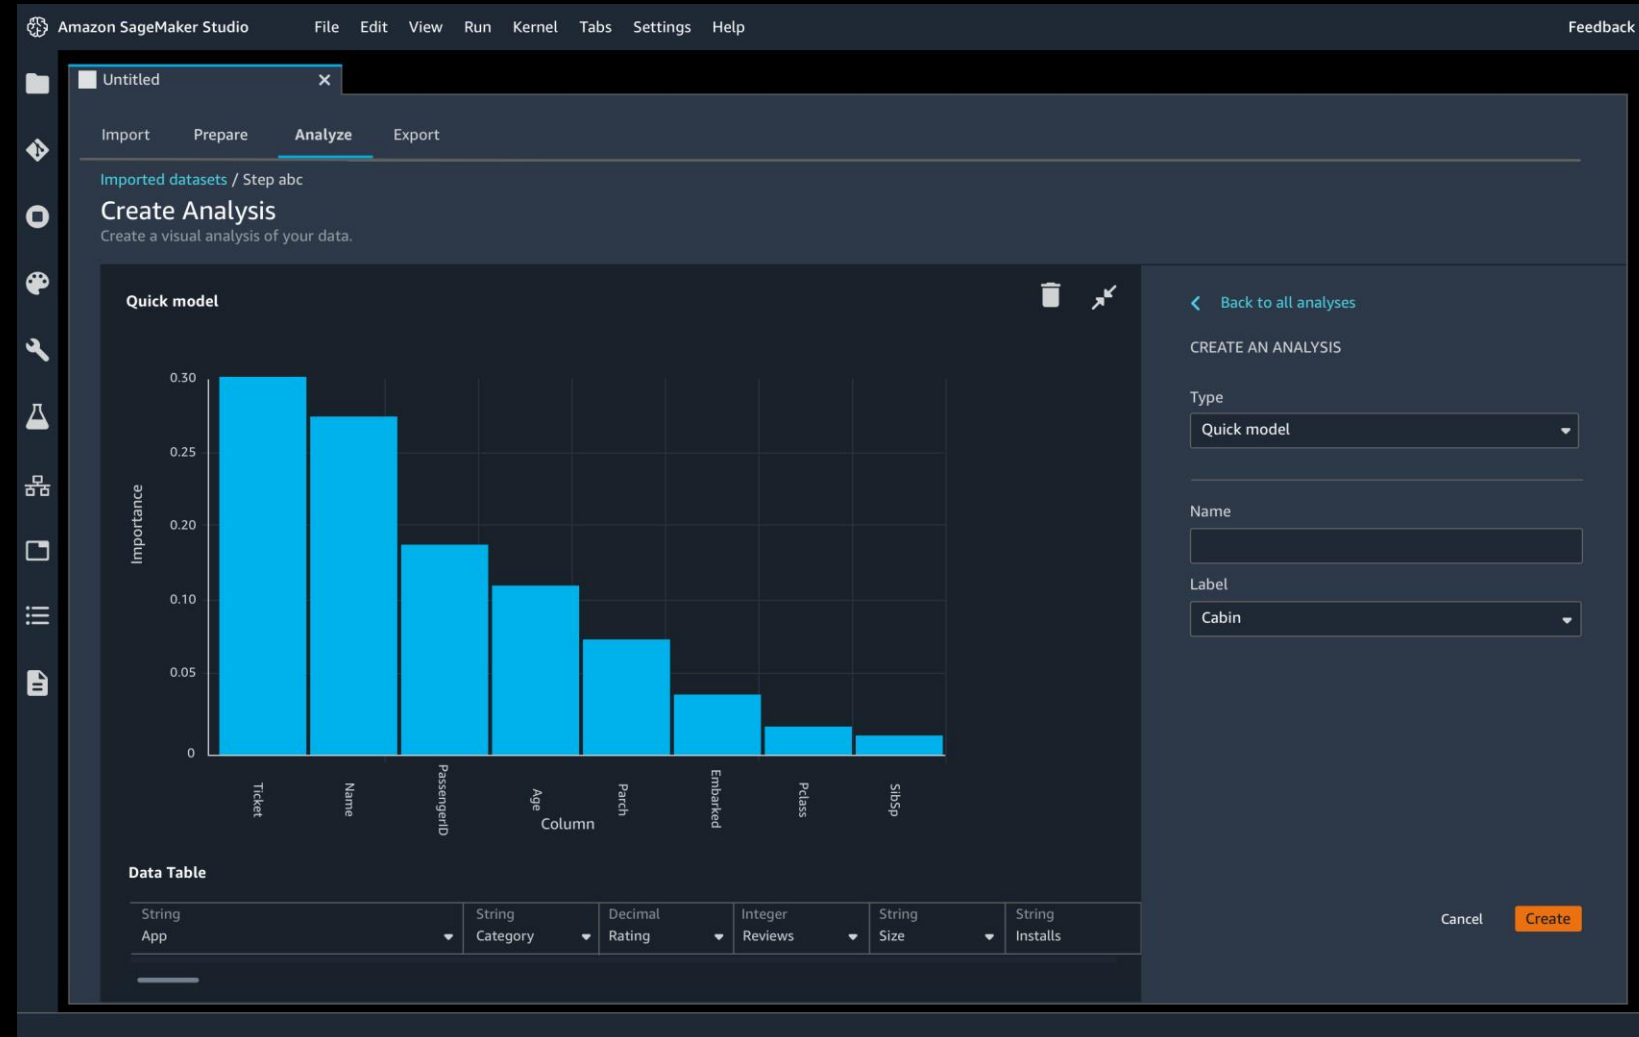 Amazon SageMaker Studio File Edit View Run Kernel Tabs Settings Help Feedback
Untitled
Import Prepare Analyze Export
Imported datasets / Step abc
Create Analysis
Create a visual analysis of your data.
Quick model
0.30
0.25
0.20
0.10
0.05
0
Importance
Ticket
Name
PassengerID
Age
Parch
Embarked
Pclass
SibSp
Column
Data Table
String String Decimal Integer String String
App Category Rating Reviews Size Installs
Back to all analyses
CREATE AN ANALYSIS
Type
Quick model
Name
Label
Cabin
Cancel Create